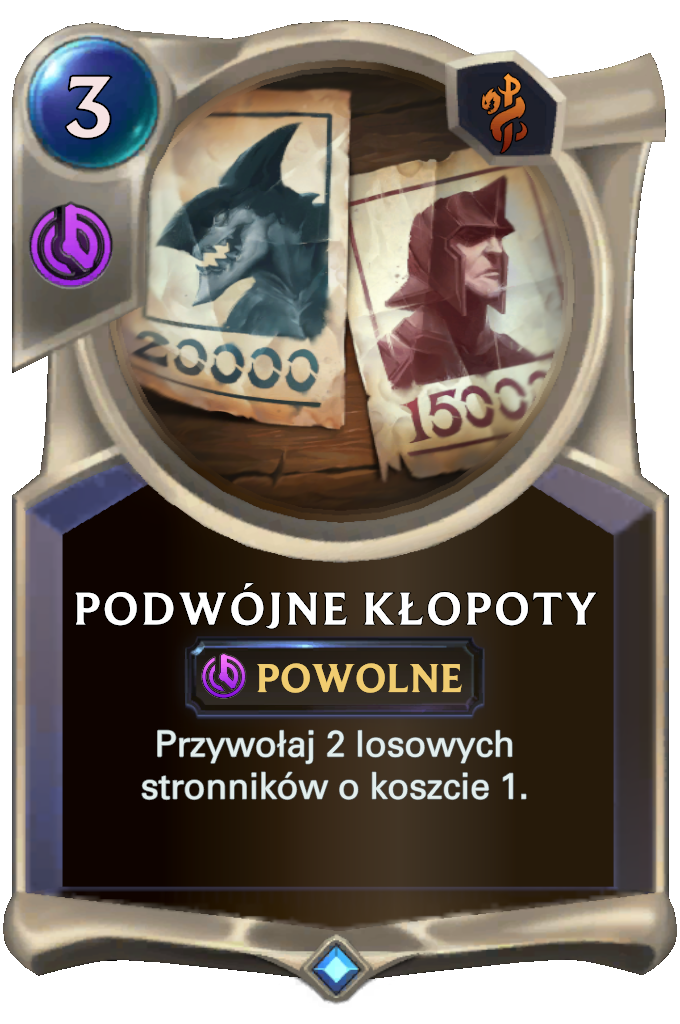 3
20000
1500
PODWÓJNE KŁOPOTY
POWOLNE
Przywołaj 2 losowych
stronników o koszcie 1.